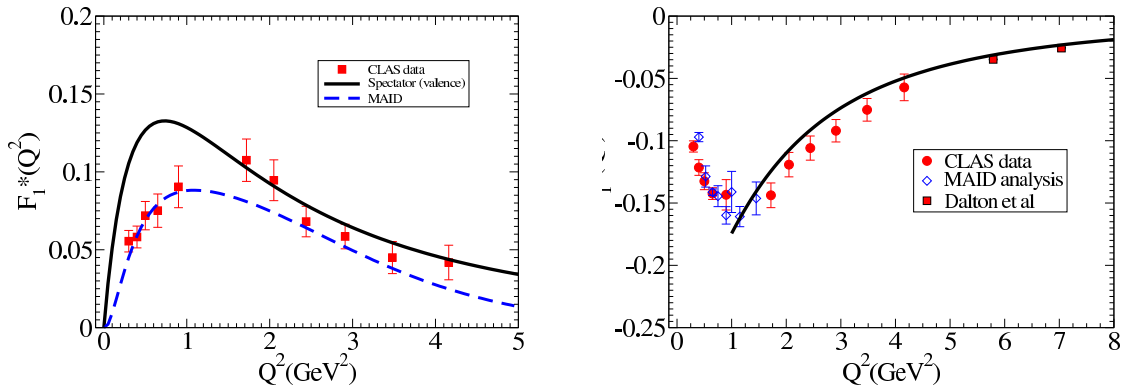 0.2
0.15
0.1
0.05
0
F1*(Q2)
CLAS data
Spectator (valence)
MAID
0 1 2 3 4 5
Q2(GeV2)
-0
-0.05
-0.1
-0.15
-0.2
-0.25
CLAS data
MAID analysis
Dalton et al
0 1 2 3 4 5 6 7 8
Q2(GeV2)